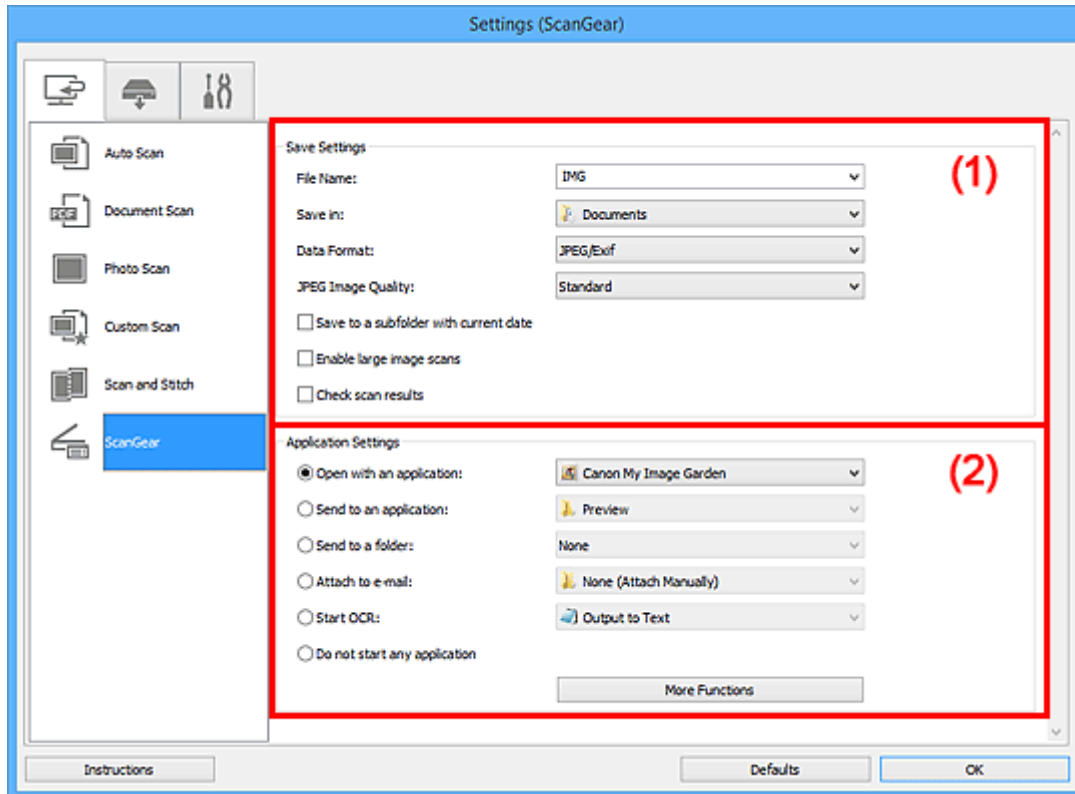 Settings (ScanGear)
Auto Scan
Document Scan
Photo Scan
Custom Scan
Scan and Stitch
ScanGear
Save Settings
(1)
File Name: IMG
Save in: Documents
Data Format: JPEG/Exif
JPEG Image Quality: Standard
Save to a subfolder with current date
Enable large image scans
Check scan results
Application Settings
(2)
Open with an application: Canon My Image Garden
Send to an application: Preview
Send to a folder: None
Attach to e-mail: None (Attach Manually)
Start OCR: Output to Text
Do not start any application
More Functions
Instructions Defaults OK